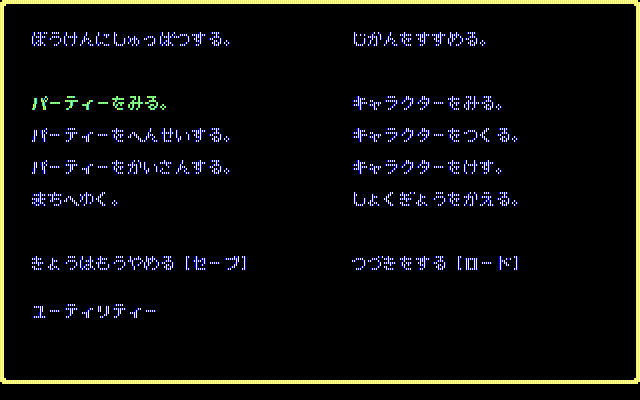 ぼうけんにしゅっぱつする。
じかんをすすめる。
パーティーをみる。
キャラクターをみる。
パーティーをへんせいする。
キャラクターをつくる。
パーティーをかいさんする。
キャラクターをけす。
まちへゆく。
しょくぎょうをかえる。
きょうはもうやめる［セーブ］
つづきをする［ロード］
ユーティリティー